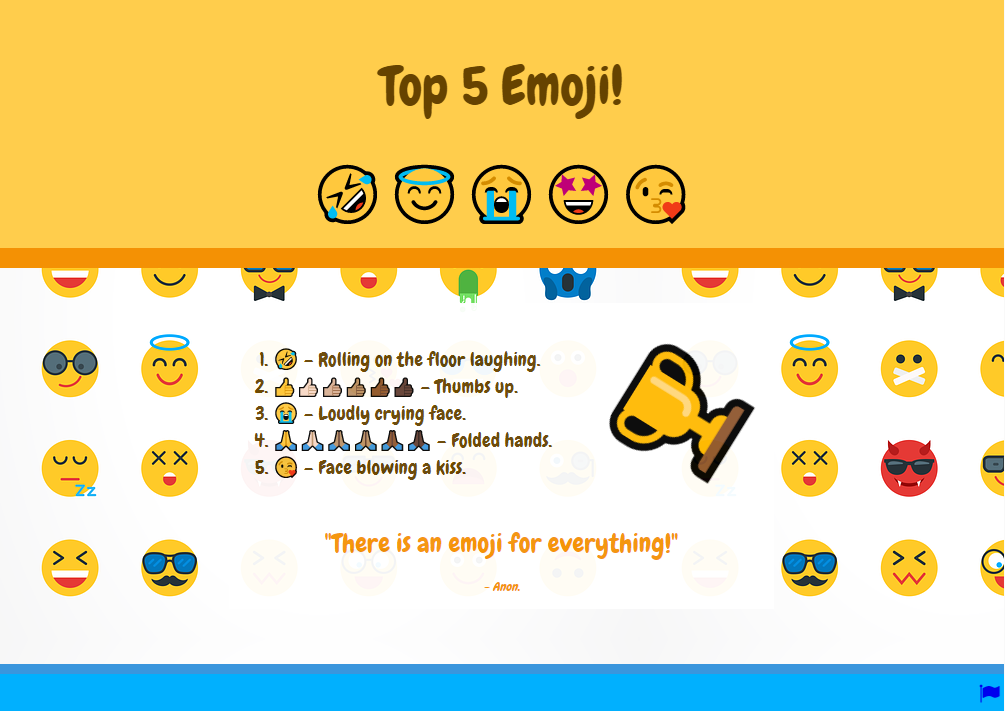 Top 5 Emoji!
🤣 😇 😭 🤩 😘
1. 🤣 – Rolling on the floor laughing.
2. 👍👍🏻👍🏼👍🏽👍🏾👍🏿 – Thumbs up.
3. 😭 – Loudly crying face.
4. 🙏🙏🏻🙏🏼🙏🏽🙏🏾🙏🏿 – Folded hands.
5. 😘 – Face blowing a kiss.
"There is an emoji for everything!"
– Anon.